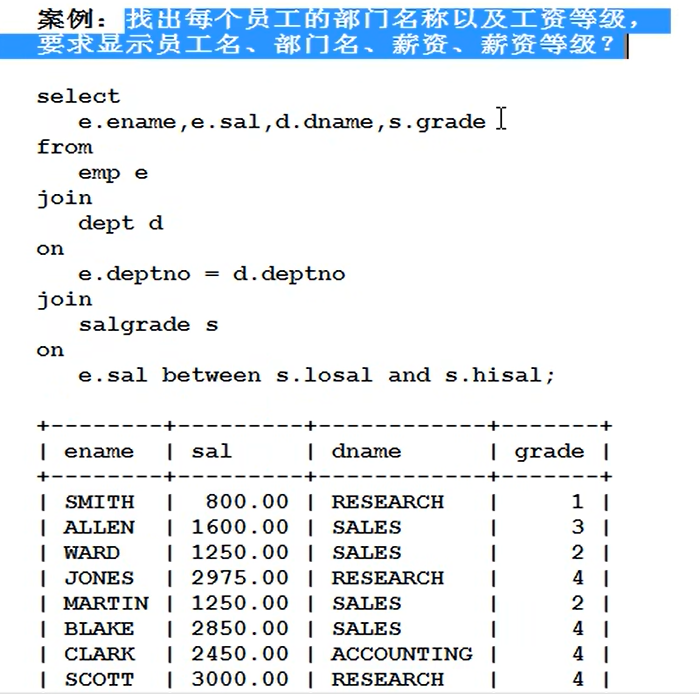 案例：找出每个员工的部门名称以及工资等级，
要求显示员工名、部门名、薪资、薪资等级？
select
e.ename,e.sal,d.dname,s.grade
from
emp e
join
dept d
on
e.deptno = d.deptno
join
salgrade s
on
e.sal between s.losal and s.hisal;
+--------+---------+------------+-------+
| ename  | sal     | dname      | grade |
+--------+---------+------------+-------+
| SMITH  |  800.00 | RESEARCH   |     1 |
| ALLEN  | 1600.00 | SALES      |     3 |
| WARD   | 1250.00 | SALES      |     2 |
| JONES  | 2975.00 | RESEARCH   |     4 |
| MARTIN | 1250.00 | SALES      |     2 |
| BLAKE  | 2850.00 | SALES      |     4 |
| CLARK  | 2450.00 | ACCOUNTING |     4 |
| SCOTT  | 3000.00 | RESEARCH   |     4 |